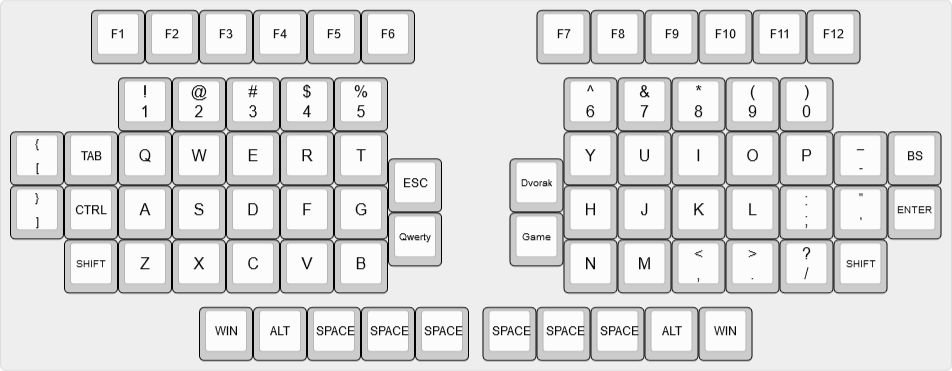 F1 F2 F3 F4 F5 F6 F7 F8 F9 F10 F11 F12
! @ # $ % ^ & * ( )
1 2 3 4 5 6 7 8 9 0
{ _
TAB Q W E R T Y U I O P BS
[ -
ESC Dvorak
} : "
CTRL A S D F G H J K L ENTER
] ; '
Qwerty Game
< > ?
SHIFT Z X C V B N M SHIFT
, . /
WIN ALT SPACE SPACE SPACE SPACE SPACE SPACE ALT WIN